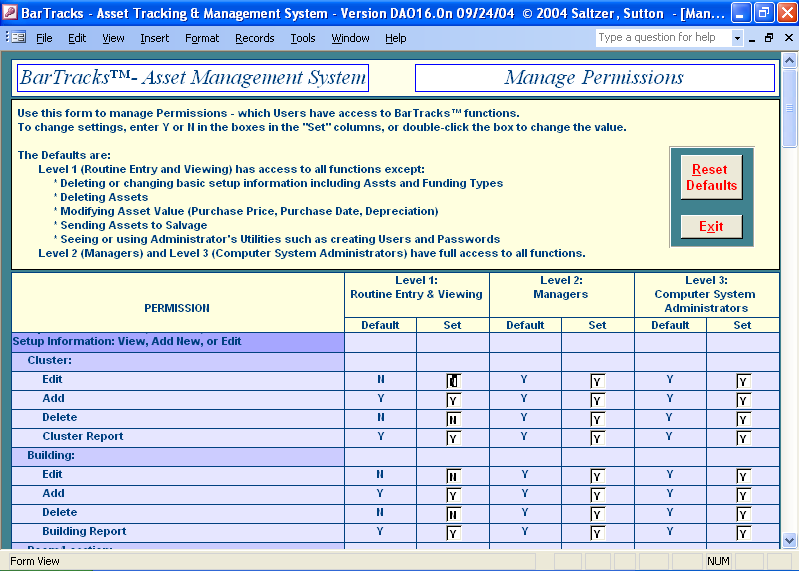 BarTracks - Asset Tracking & Management System - Version DAO16.0n 09/24/04 © 2004 Saltzer, Sutton - [Man...
File Edit View Insert Format Records Tools Window Help Type a question for help
BarTracks™- Asset Management System Manage Permissions
Use this form to manage Permissions - which Users have access to BarTracks™ functions.
To change settings, enter Y or N in the boxes in the "Set" columns, or double-click the box to change the value.
The Defaults are:
Level 1 (Routine Entry and Viewing) has access to all functions except:
* Deleting or changing basic setup information including Assts and Funding Types
* Deleting Assets
* Modifying Asset Value (Purchase Price, Purchase Date, Depreciation)
* Sending Assets to Salvage
* Seeing or using Administrator's Utilities such as creating Users and Passwords
Level 2 (Managers) and Level 3 (Computer System Administrators) have full access to all functions.
Reset
Defaults
Exit
PERMISSION
Level 1:
Routine Entry & Viewing
Level 2:
Managers
Level 3:
Computer System
Administrators
Default Set Default Set Default Set
Setup Information: View, Add New, or Edit
Cluster:
Edit N Y Y Y Y
Add Y Y Y Y Y Y
Delete N N Y Y Y Y
Cluster Report Y Y Y Y Y Y
Building:
Edit N N Y Y Y Y
Add Y Y Y Y Y Y
Delete N N Y Y Y Y
Building Report Y Y Y Y Y Y
Form View NUM